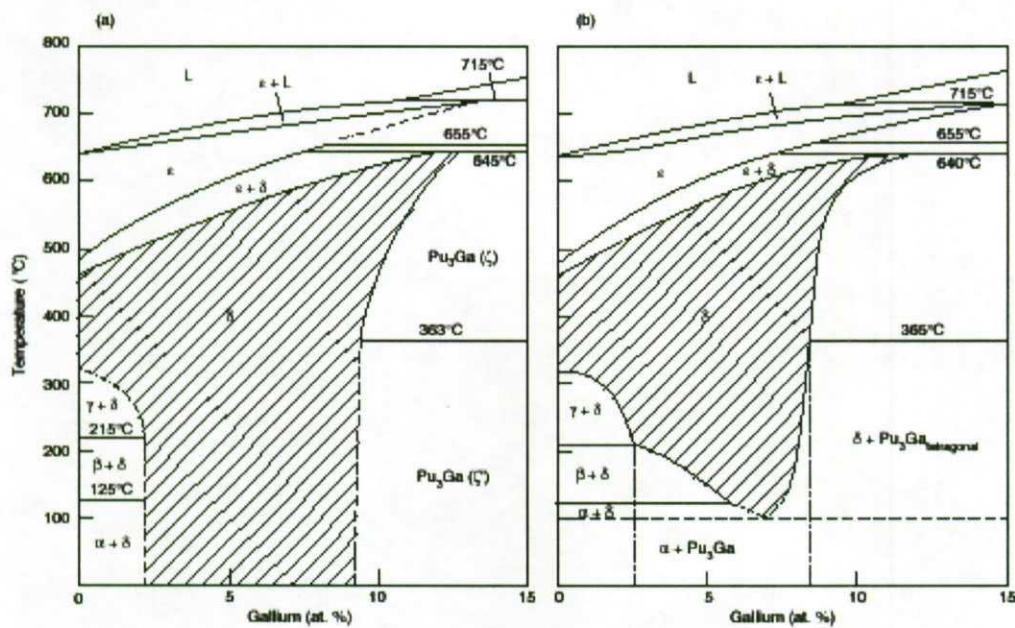 (a)
800
700
600
500
400
300
200
100
Temperature (°C)
L
ε + L
715°C
655°C
645°C
ε
ε + δ
δ
Pu₃Ga (ζ)
363°C
γ + δ
215°C
β + δ
125°C
α + δ
Pu₃Ga (ζ')
0
5
10
15
Gallium (at. %)
(b)
L
ε + L
715°C
655°C
640°C
ε
ε + δ
δ
365°C
γ + δ
β + δ
α + δ
δ + Pu₃Ga tetragonal
α + Pu₃Ga
0
5
10
15
Gallium (at. %)